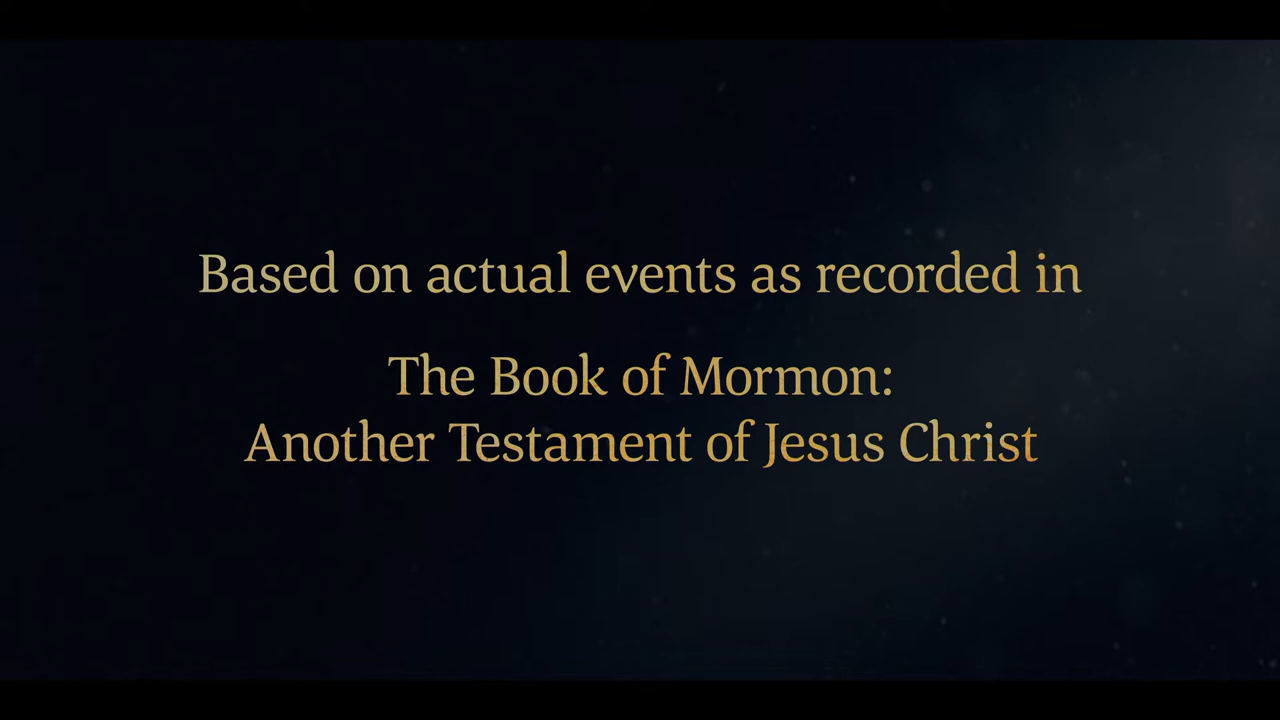 Based on actual events as recorded in
The Book of Mormon:
Another Testament of Jesus Christ